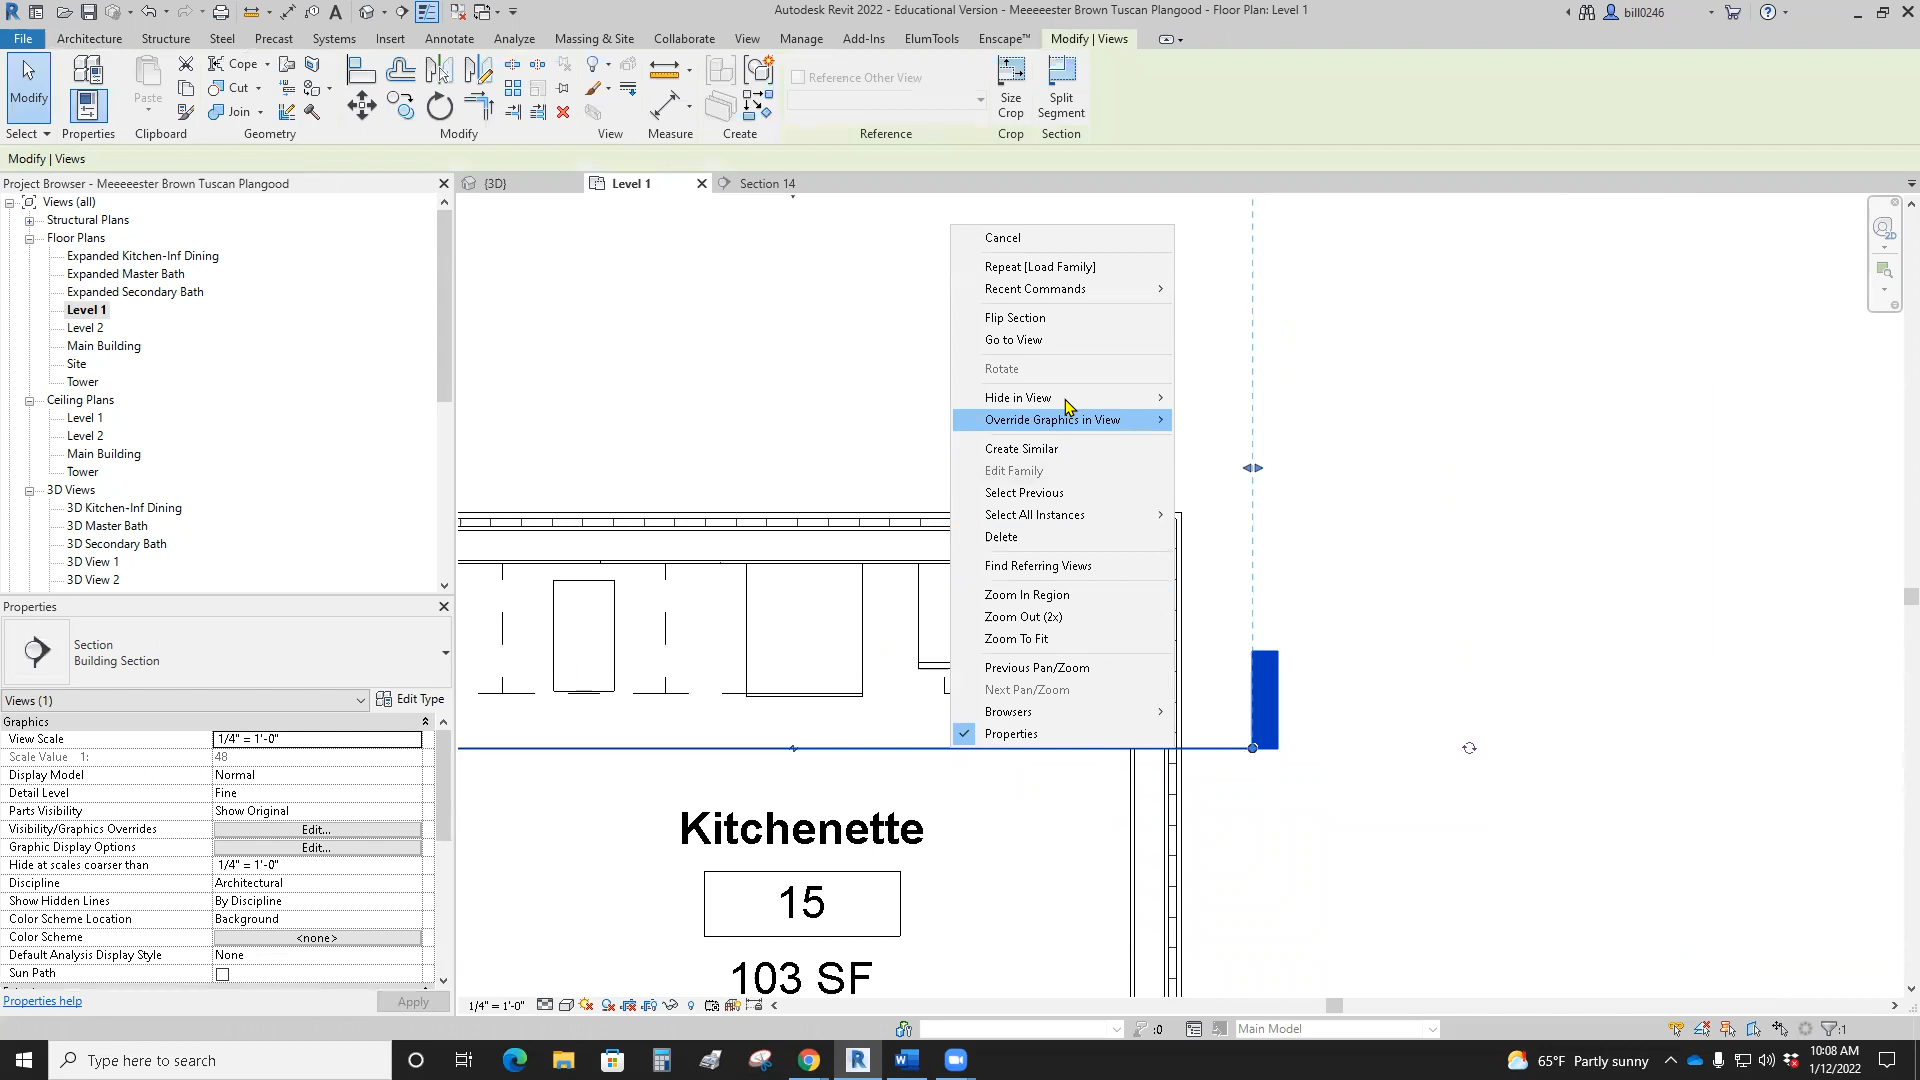 Autodesk Revit 2022 - Educational Version - Meeeeester Brown Tuscan Plangood - Floor Plan: Level 1
bill0246
File Architecture Structure Steel Precast Systems Insert Annotate Analyze Massing & Site Collaborate View Manage Add-Ins ElumTools Enscape™ Modify | Views
Modify
Paste
Cope
Cut
Join
Reference Other View
Size Crop
Split Segment
Select Properties Clipboard Geometry Modify View Measure Create Reference Crop Section
Modify | Views
Project Browser - Meeeeester Brown Tuscan Plangood
{3D}
Level 1
Section 14
Views (all)
Structural Plans
Floor Plans
Expanded Kitchen-Inf Dining
Expanded Master Bath
Expanded Secondary Bath
Level 1
Level 2
Main Building
Site
Tower
Ceiling Plans
Level 1
Level 2
Main Building
Tower
3D Views
3D Kitchen-Inf Dining
3D Master Bath
3D Secondary Bath
3D View 1
3D View 2
Cancel
Repeat [Load Family]
Recent Commands
Flip Section
Go to View
Rotate
Hide in View
Override Graphics in View
Create Similar
Edit Family
Select Previous
Select All Instances
Delete
Find Referring Views
Zoom In Region
Zoom Out (2x)
Zoom To Fit
Previous Pan/Zoom
Next Pan/Zoom
Browsers
Properties
Properties
Section
Building Section
Views (1)
Edit Type
Graphics
View Scale 1/4" = 1'-0"
Scale Value 1: 48
Display Model Normal
Detail Level Fine
Parts Visibility Show Original
Visibility/Graphics Overrides Edit...
Graphic Display Options Edit...
Hide at scales coarser than 1/4" = 1'-0"
Discipline Architectural
Show Hidden Lines By Discipline
Color Scheme Location Background
Color Scheme <none>
Default Analysis Display Style None
Sun Path
Properties help
Apply
Kitchenette
15
103 SF
1/4" = 1'-0"
:0
Main Model
:1
Type here to search
65°F Partly sunny
10:08 AM
1/12/2022